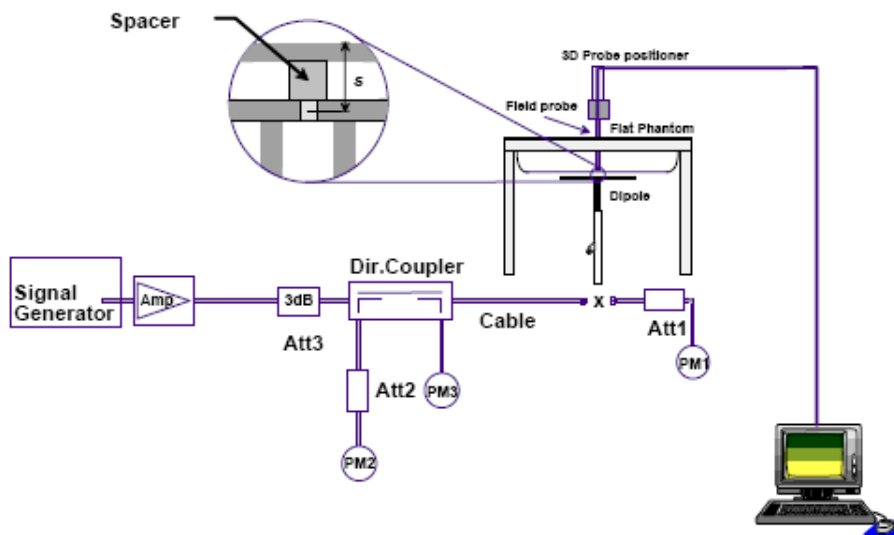 Spacer
s
3D Probe positioner
Field probe
Flat Phantom
Dipole
Dir.Coupler
Signal
Generator
Amp
3dB
Att3
Cable
x
Att1
PM1
Att2
PM3
PM2